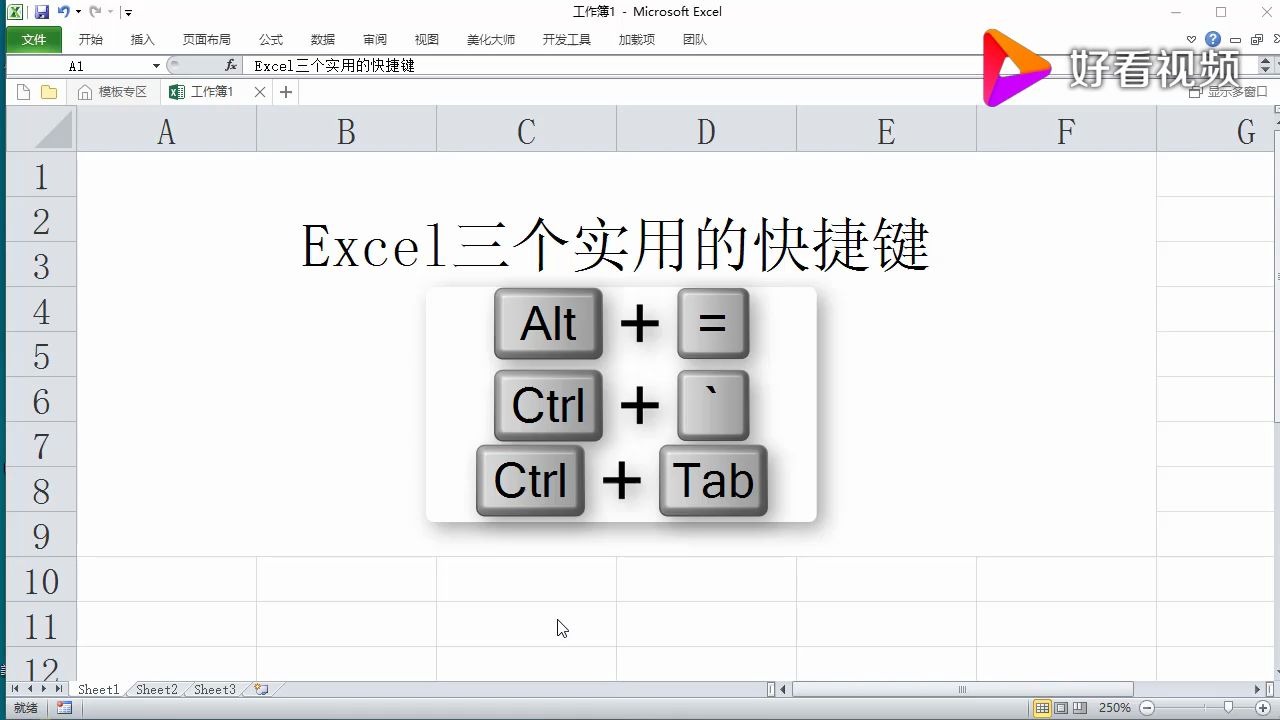 工作簿1 - Microsoft Excel
文件 开始 插入 页面布局 公式 数据 审阅 视图 美化大师 开发工具 加载项 团队
A1 fx Excel三个实用的快捷键
好看视频
模板专区 工作簿1 显示多窗口
A B C D E F G
1
2
Excel三个实用的快捷键
3
4
Alt + =
5
6
Ctrl + `
7
8
Ctrl + Tab
9
10
11
12
Sheet1 Sheet2 Sheet3
就绪 250%